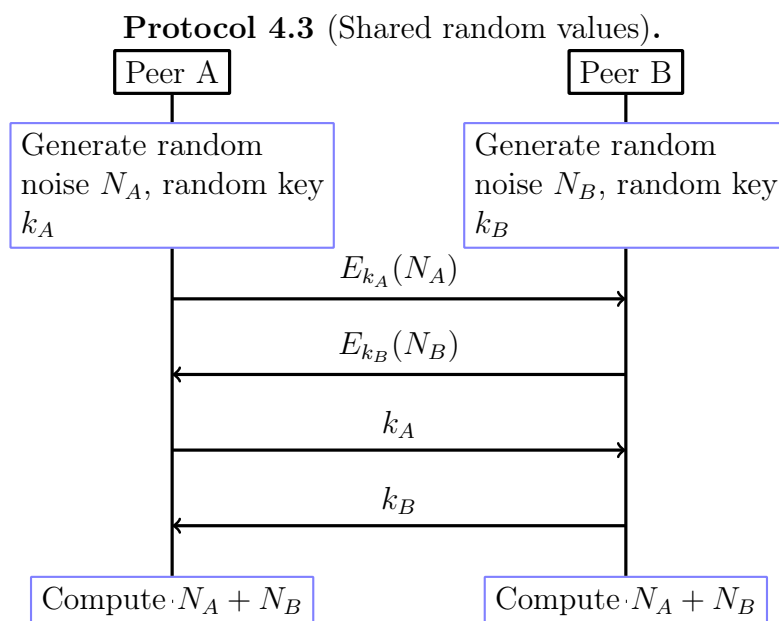 Protocol 4.3 (Shared random values).
Peer A
Peer B
Generate random
noise N_A, random key
k_A
Generate random
noise N_B, random key
k_B
E_{k_A}(N_A)
E_{k_B}(N_B)
k_A
k_B
Compute N_A + N_B
Compute N_A + N_B